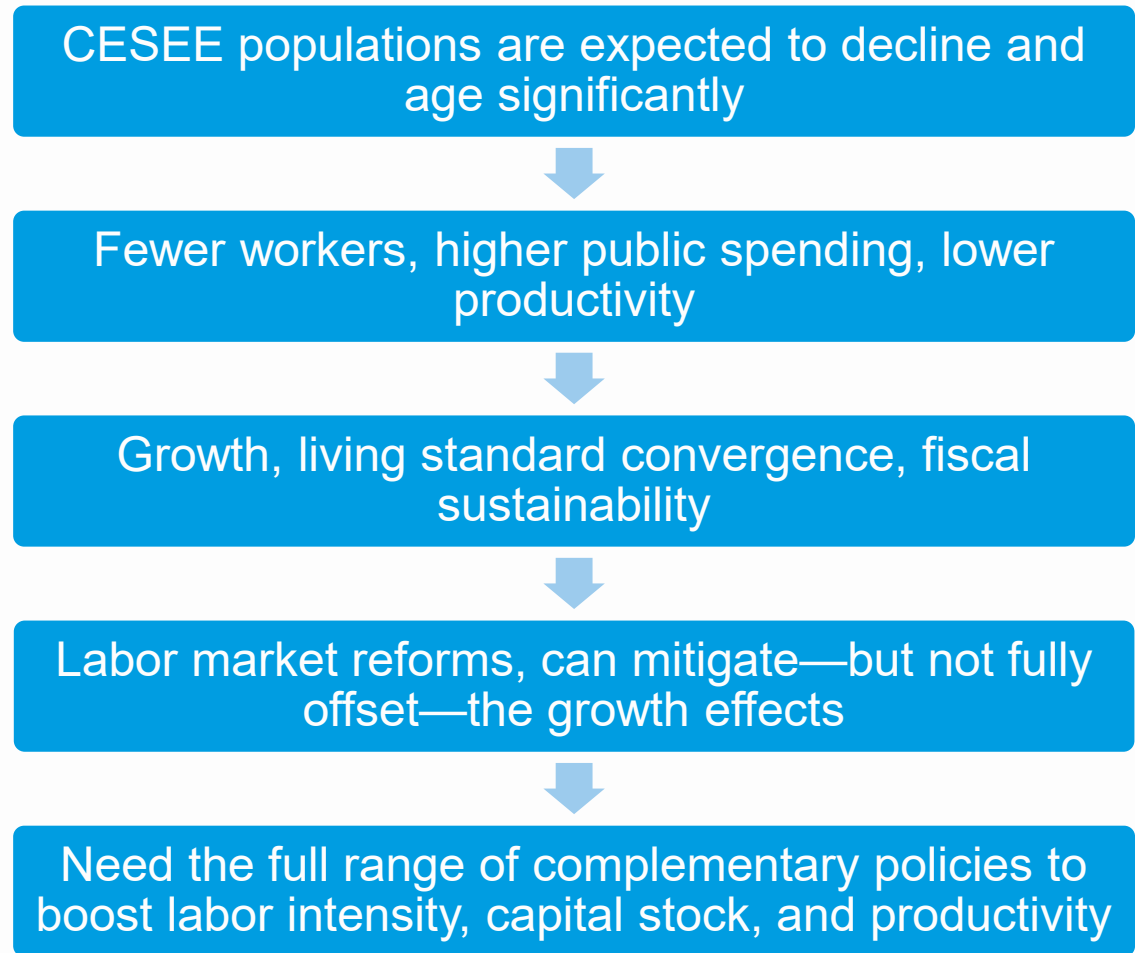 CESEE populations are expected to decline and
age significantly
Fewer workers, higher public spending, lower
productivity
Growth, living standard convergence, fiscal
sustainability
Labor market reforms, can mitigate—but not fully
offset—the growth effects
Need the full range of complementary policies to
boost labor intensity, capital stock, and productivity